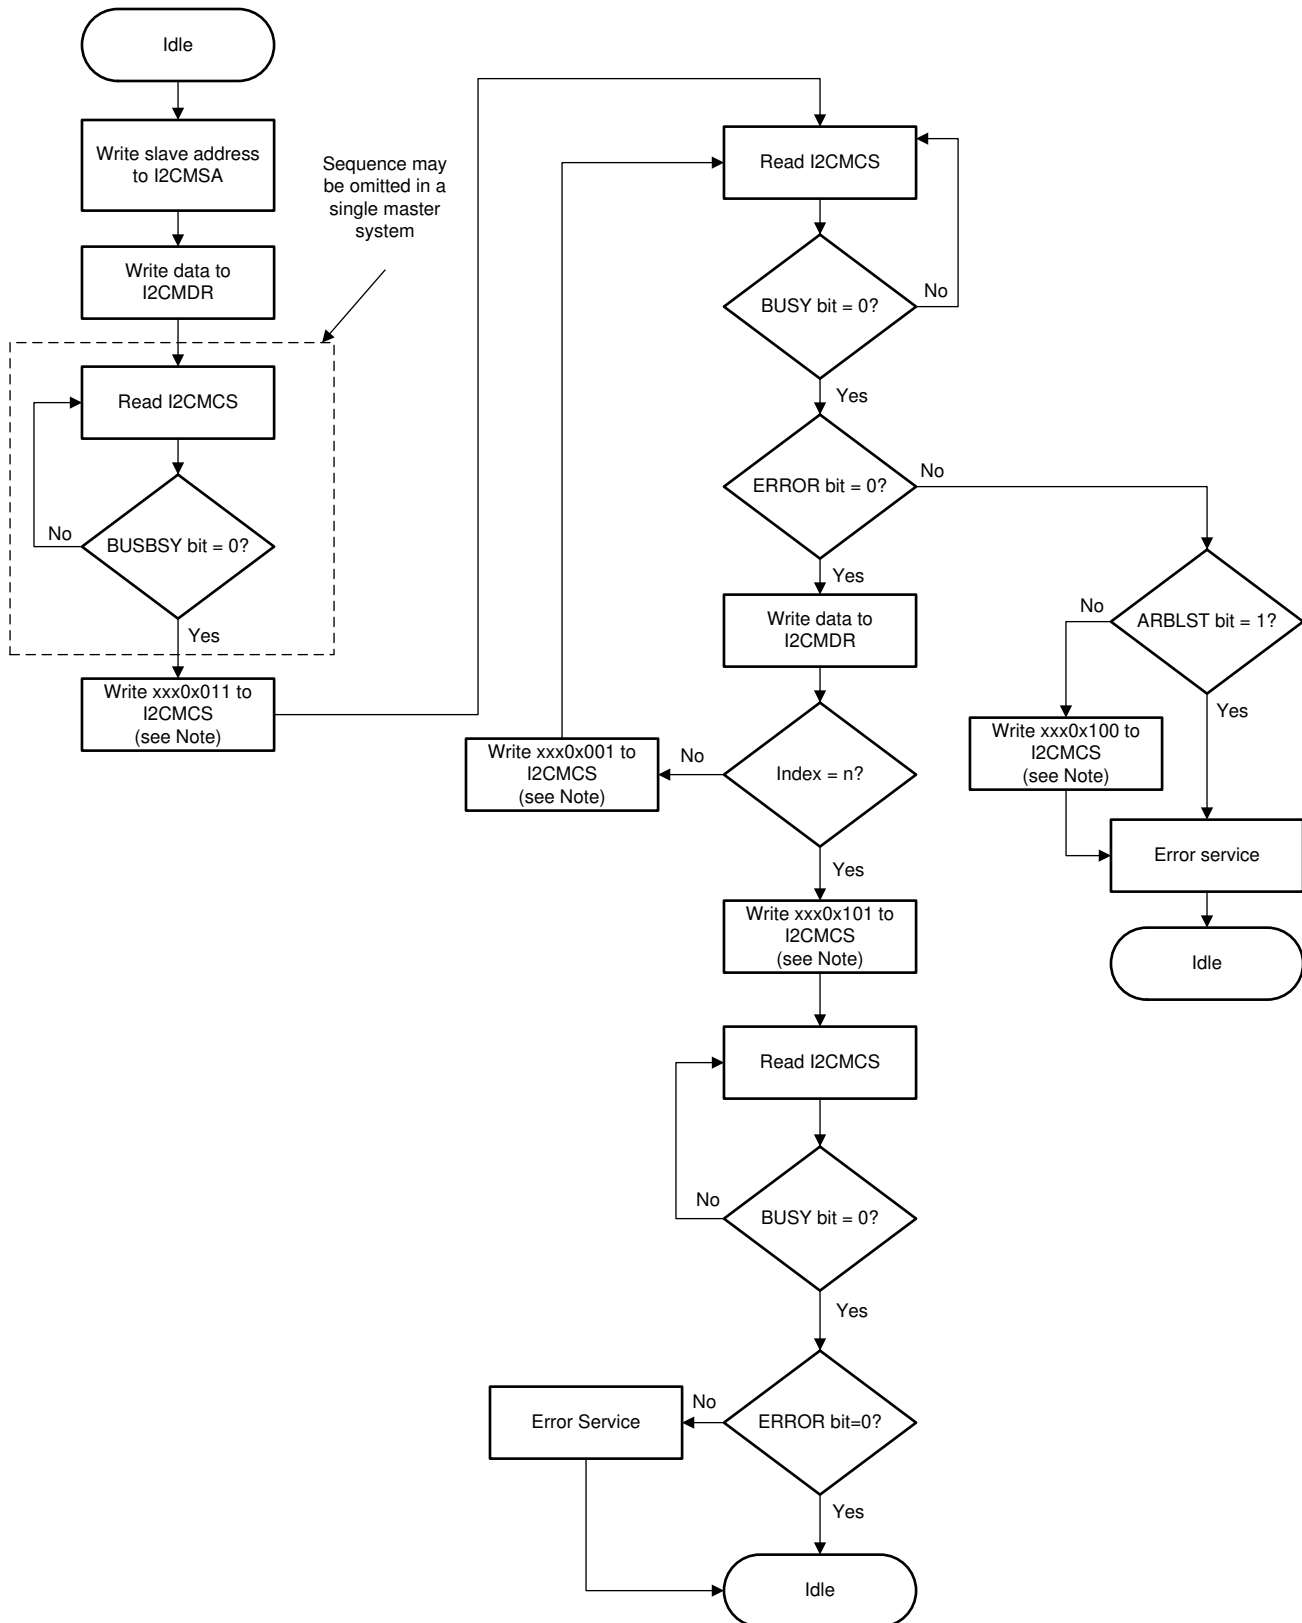 Idle
Write slave address
to I2CMSA
Write data to
I2CMDR
Sequence may
be omitted in a
single master
system
Read I2CMCS
BUSBSY bit = 0?
No
Yes
Write xxx0x011 to
I2CMCS
(see Note)
Read I2CMCS
BUSY bit = 0?
No
Yes
ERROR bit = 0?
No
Yes
Write data to
I2CMDR
Index = n?
No
Write xxx0x001 to
I2CMCS
(see Note)
Yes
ARBLST bit = 1?
No
Yes
Write xxx0x100 to
I2CMCS
(see Note)
Error service
Idle
Write xxx0x101 to
I2CMCS
(see Note)
Read I2CMCS
BUSY bit = 0?
No
Yes
ERROR bit=0?
No
Error Service
Yes
Idle